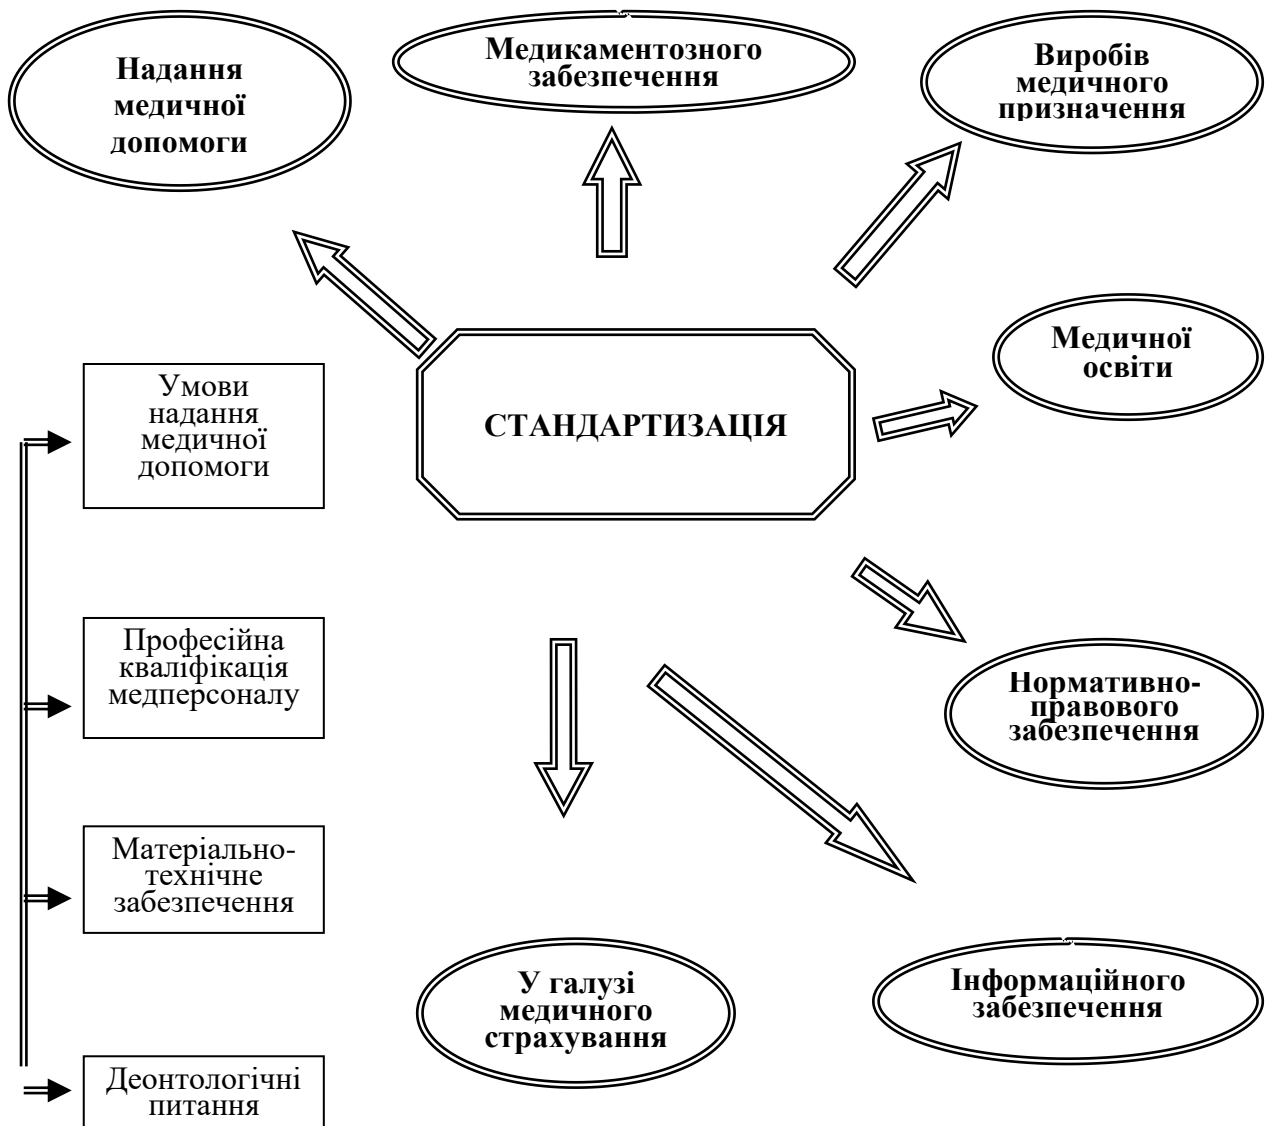 Надання
медичної
допомоги
Медикаментозного
забезпечення
Виробів
медичного
призначення
Медичної
освіти
СТАНДАРТИЗАЦІЯ
Умови
надання
медичної
допомоги
Професійна
кваліфікація
медперсоналу
Нормативно-
правового
забезпечення
Матеріально-
технічне
забезпечення
У галузі
медичного
страхування
Інформаційного
забезпечення
Деонтологічні
питання